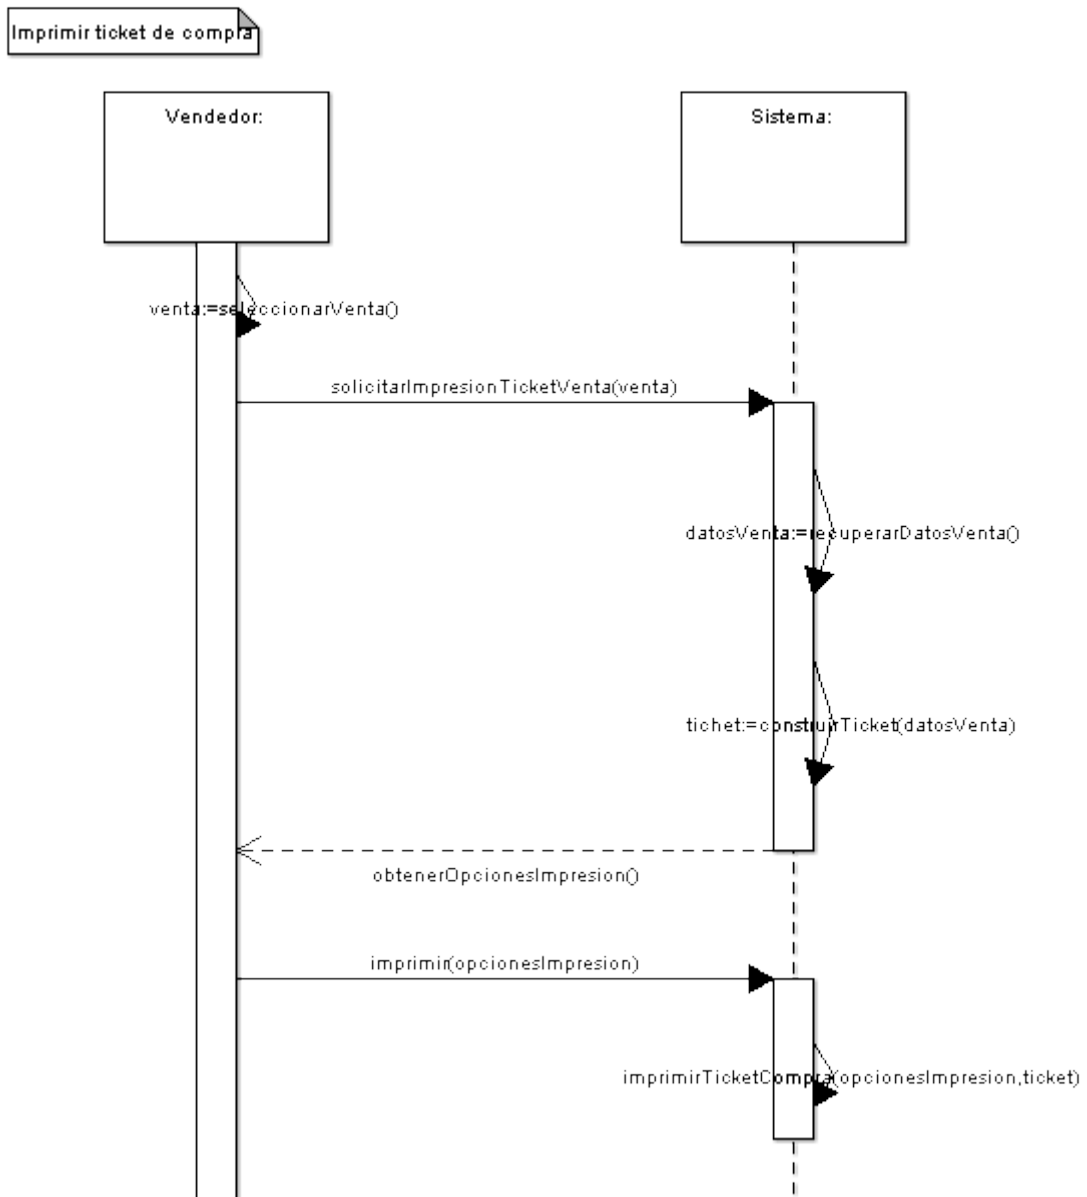 Imprimir ticket de compra
Vendedor:
Sistema:
venta:=seleccionarVenta()
solicitarImpresionTicketVenta(venta)
datosVenta:=recuperarDatosVenta()
tichet:=construirTicket(datosVenta)
obtenerOpcionesImpresion()
imprimir(opcionesImpresion)
imprimirTicketCompra(opcionesImpresion,ticket)